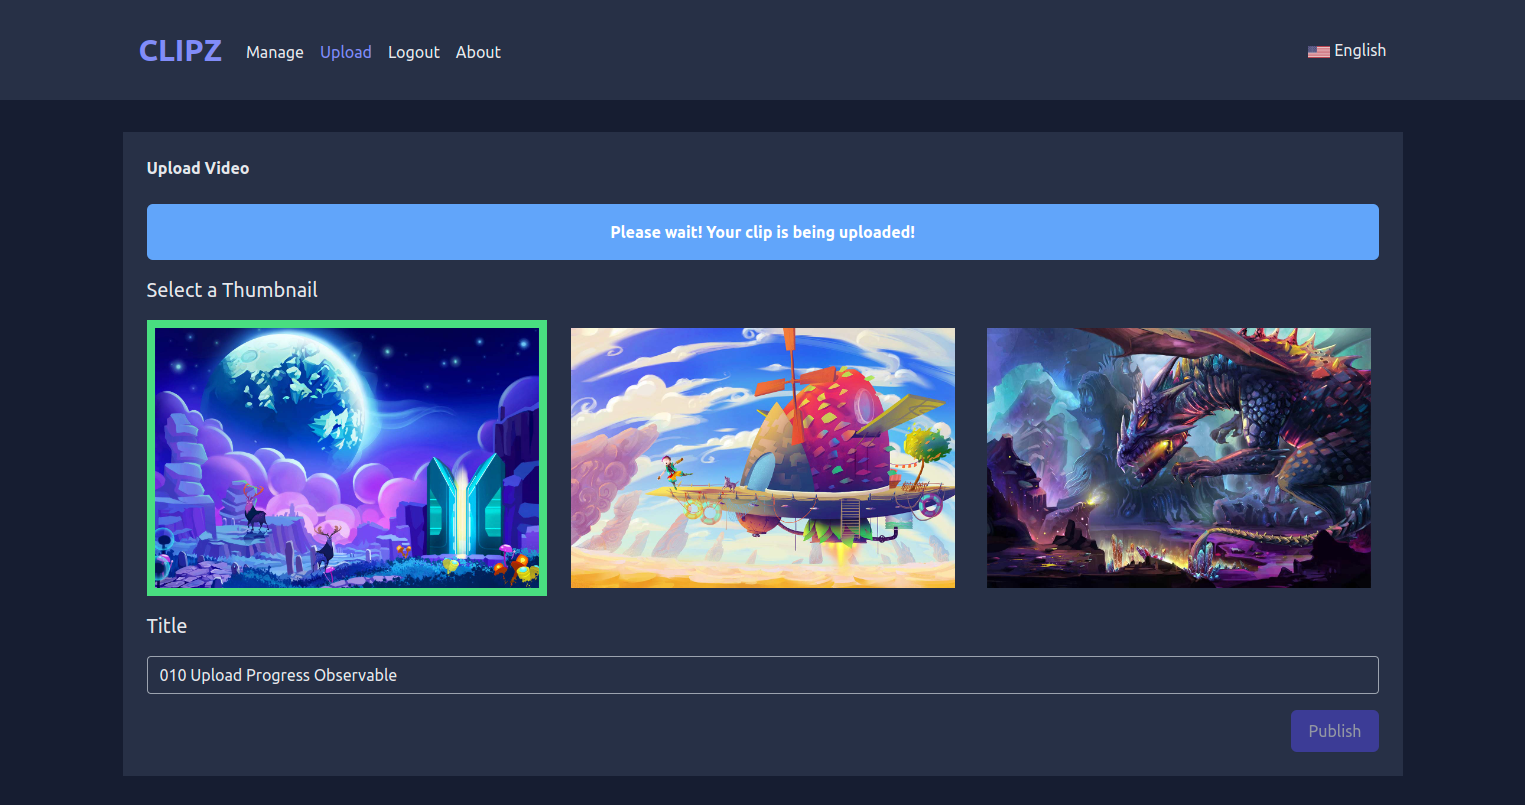 CLIPZ Manage Upload Logout About English
Upload Video
Please wait! Your clip is being uploaded!
Select a Thumbnail
Title
010 Upload Progress Observable
Publish